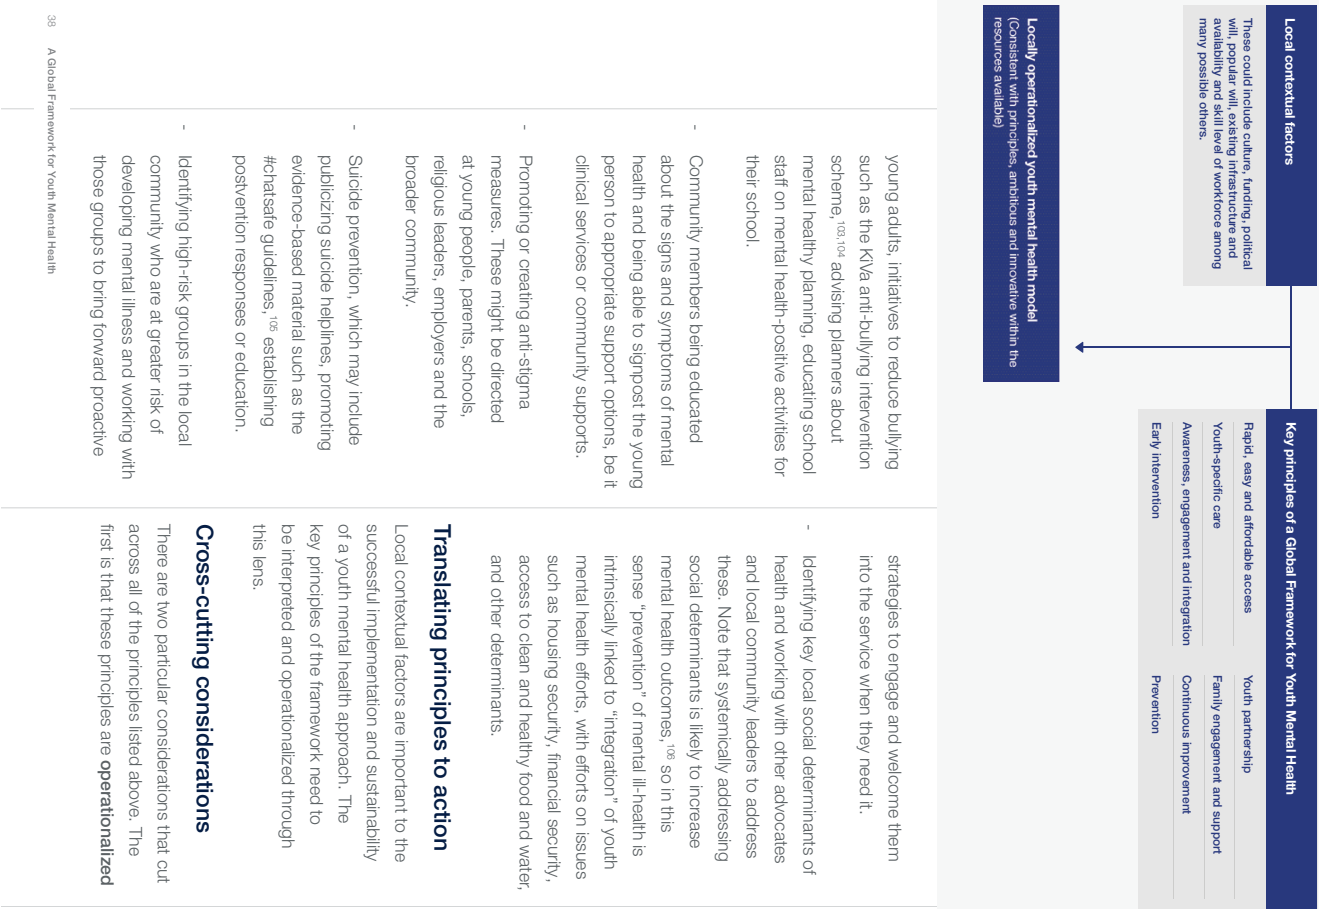 Local contextual factors
These could include culture, funding, political
will, popular will, existing infrastructure and
availability and skill level of workforce among
many possible others.
Key principles of a Global Framework for Youth Mental Health
Rapid, easy and affordable access
Youth-specific care
Awareness, engagement and integration
Early intervention
Youth partnership
Family engagement and support
Continuous improvement
Prevention
Locally operationalized youth mental health model
(Consistent with principles, ambitious and innovative within the
resources available)
young adults, initiatives to reduce bullying
such as the KiVa anti-bullying intervention
scheme,103,104 advising planners about
mental healthy planning, educating school
staff on mental health-positive activities for
their school.
- Community members being educated
about the signs and symptoms of mental
health and being able to signpost the young
person to appropriate support options, be it
clinical services or community supports.
- Promoting or creating anti-stigma
measures. These might be directed
at young people, parents, schools,
religious leaders, employers and the
broader community.
- Suicide prevention, which may include
publicizing suicide helplines, promoting
evidence-based material such as the
#chatsafe guidelines,105 establishing
postvention responses or education.
- Identifying high-risk groups in the local
community who are at greater risk of
developing mental illness and working with
those groups to bring forward proactive
strategies to engage and welcome them
into the service when they need it.
- Identifying key local social determinants of
health and working with other advocates
and local community leaders to address
these. Note that systemically addressing
social determinants is likely to increase
mental health outcomes,106 so in this
sense “prevention” of mental ill-health is
intrinsically linked to “integration” of youth
mental health efforts, with efforts on issues
such as housing security, financial security,
access to clean and healthy food and water,
and other determinants.
Translating principles to action
Local contextual factors are important to the
successful implementation and sustainability
of a youth mental health approach. The
key principles of the framework need to
be interpreted and operationalized through
this lens.
Cross-cutting considerations
There are two particular considerations that cut
across all of the principles listed above. The
first is that these principles are operationalized
38 A Global Framework for Youth Mental Health